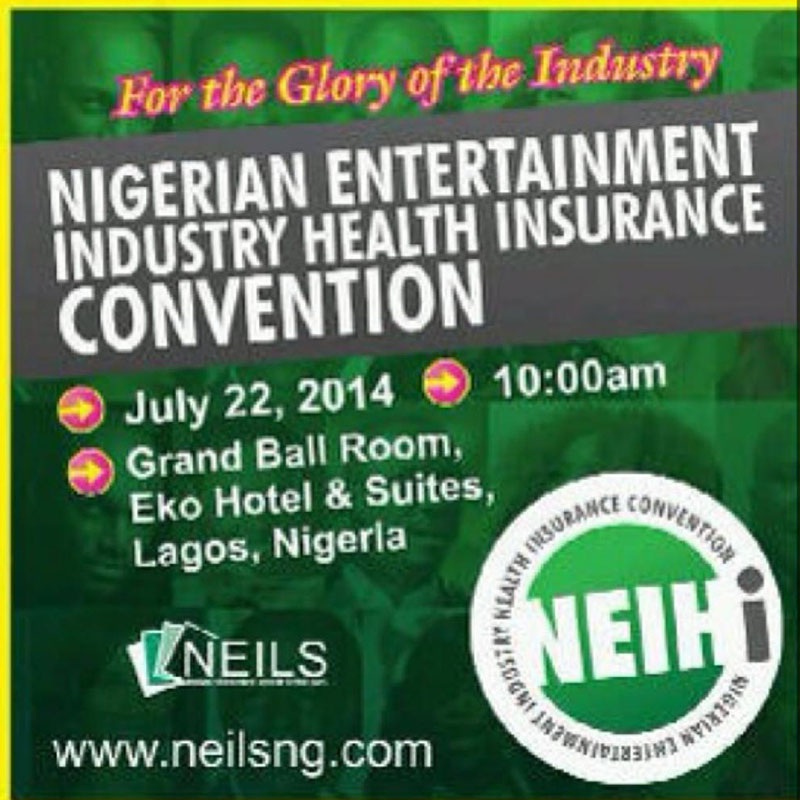 For the Glory of the Industry
NIGERIAN ENTERTAINMENT
INDUSTRY HEALTH INSURANCE
CONVENTION
July 22, 2014
10:00am
Grand Ball Room,
Eko Hotel & Suites,
Lagos, Nigeria
NEILS
www.neilsng.com
NIGERIAN ENTERTAINMENT INDUSTRY HEALTH INSURANCE CONVENTION
NEIHi